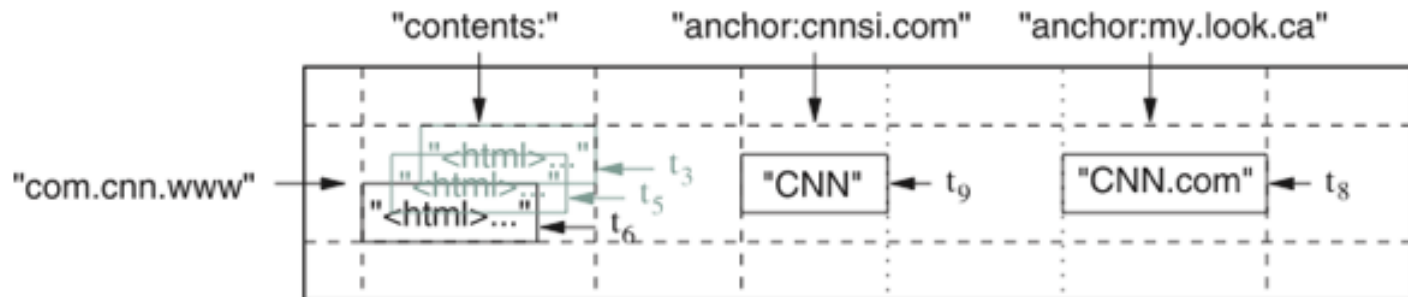 "contents:" "anchor:cnnsi.com" "anchor:my.look.ca"
"<html>..." t3
"com.cnn.www" "<html>..." t5 "CNN" t9 "CNN.com" t8
"<html>..." t6